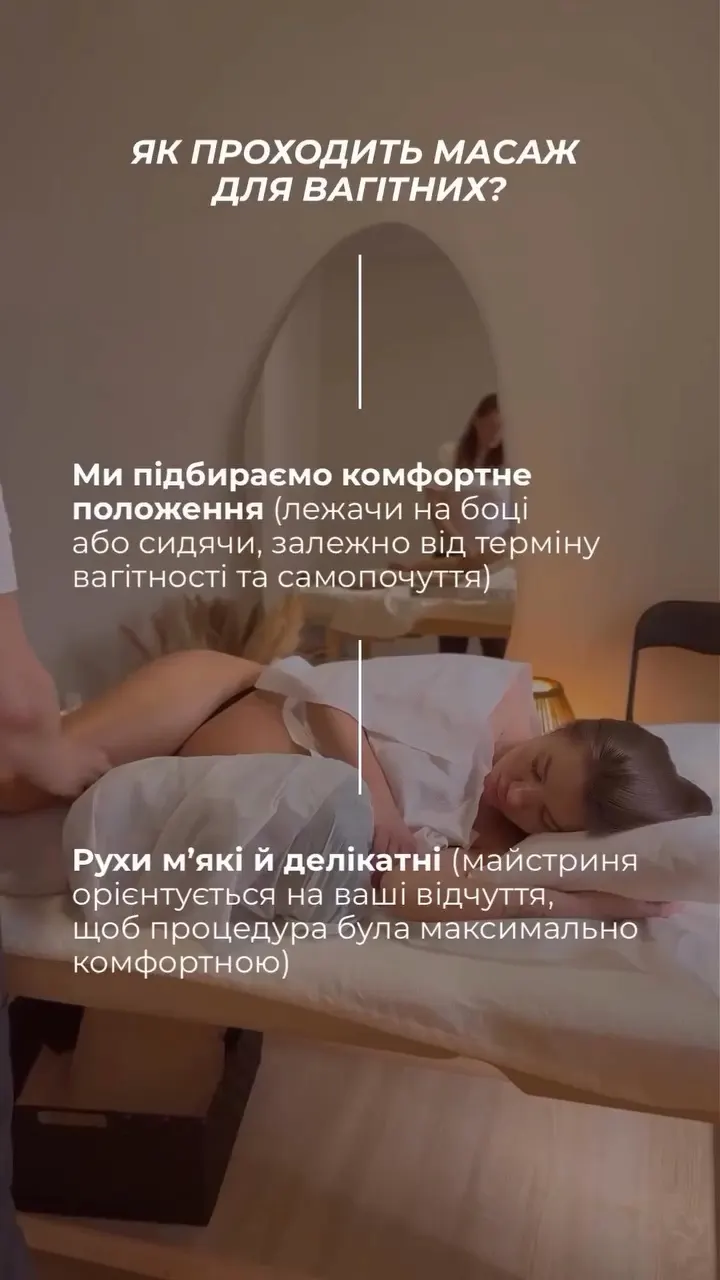 ЯК ПРОХОДИТЬ МАСАЖ
ДЛЯ ВАГІТНИХ?
Ми підбираємо комфортне
положення (лежачи на боці
або сидячи, залежно від терміну
вагітності та самопочуття)
Рухи м’які й делікатні (майстриня
орієнтується на ваші відчуття,
щоб процедура була максимально
комфортною)